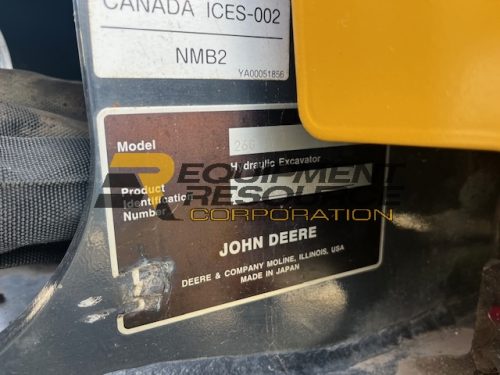 CANADA ICES-002
NMB2
YA00051856
Model
26G
Hydraulic Excavator
Product
Identification
Number
EQUIPMENT
RESOURCE
CORPORATION
JOHN DEERE
DEERE & COMPANY MOLINE, ILLINOIS, USA
MADE IN JAPAN